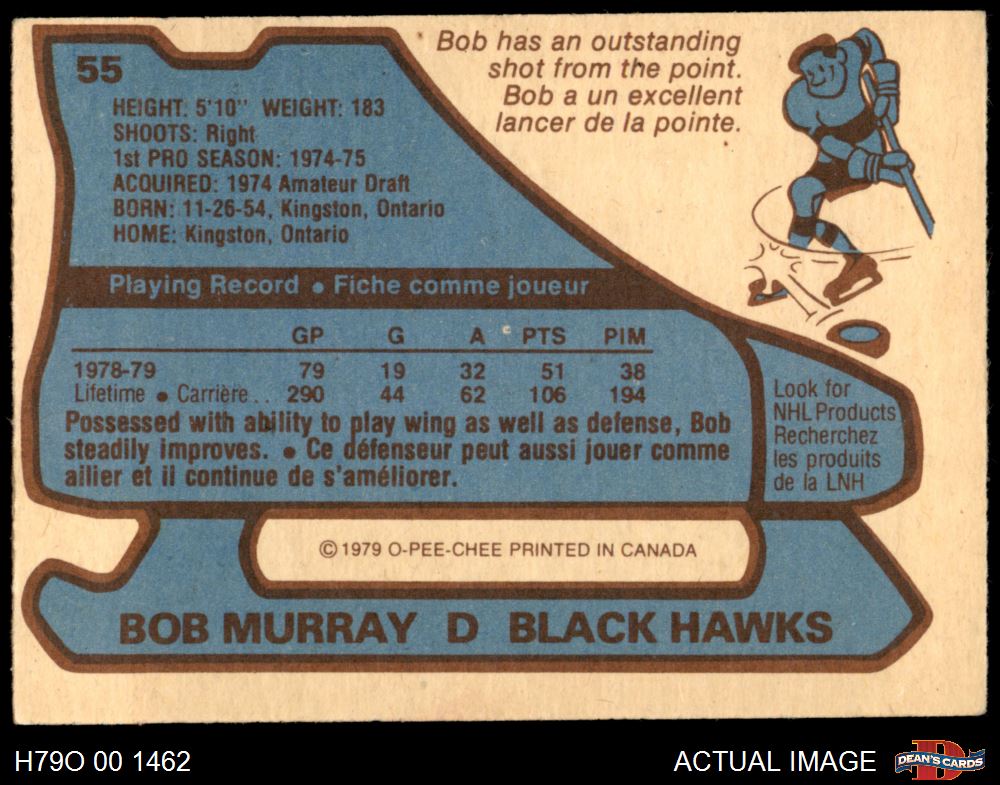 55
Bob has an outstanding
shot from the point.
Bob a un excellent
lancer de la pointe.
HEIGHT: 5'10" WEIGHT: 183
SHOOTS: Right
1st PRO SEASON: 1974-75
ACQUIRED: 1974 Amateur Draft
BORN: 11-26-54, Kingston, Ontario
HOME: Kingston, Ontario
Playing Record • Fiche comme joueur
GP G A PTS PIM
1978-79 79 19 32 51 38
Lifetime • Carrière.. 290 44 62 106 194
Possessed with ability to play wing as well as defense, Bob
steadily improves. • Ce défenseur peut aussi jouer comme
ailier et il continue de s'améliorer.
Look for
NHL Products
Recherchez
les produits
de la LNH
© 1979 O-PEE-CHEE PRINTED IN CANADA
BOB MURRAY D BLACK HAWKS
H79O 00 1462
ACTUAL IMAGE
D
DEAN'S CARDS